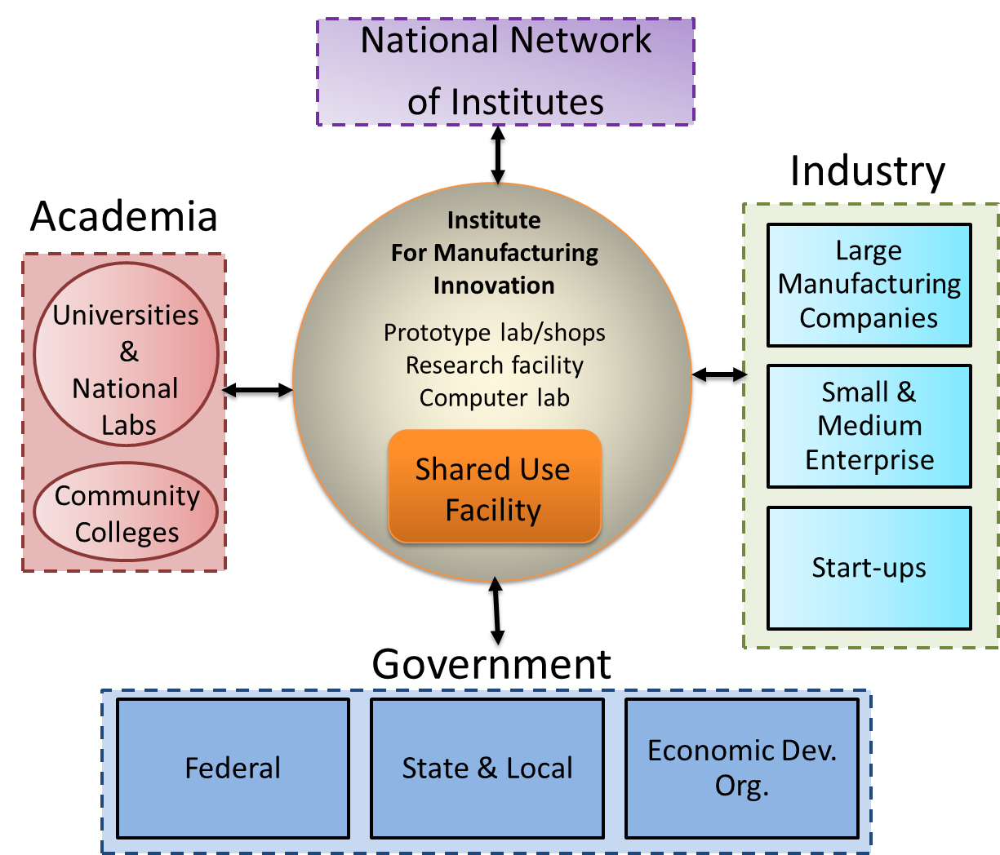 National Network
of Institutes
Academia
Universities
&
National
Labs
Community
Colleges
Institute
For Manufacturing
Innovation
Prototype lab/shops
Research facility
Computer lab
Shared Use
Facility
Industry
Large
Manufacturing
Companies
Small &
Medium
Enterprise
Start-ups
Government
Federal
State & Local
Economic Dev.
Org.